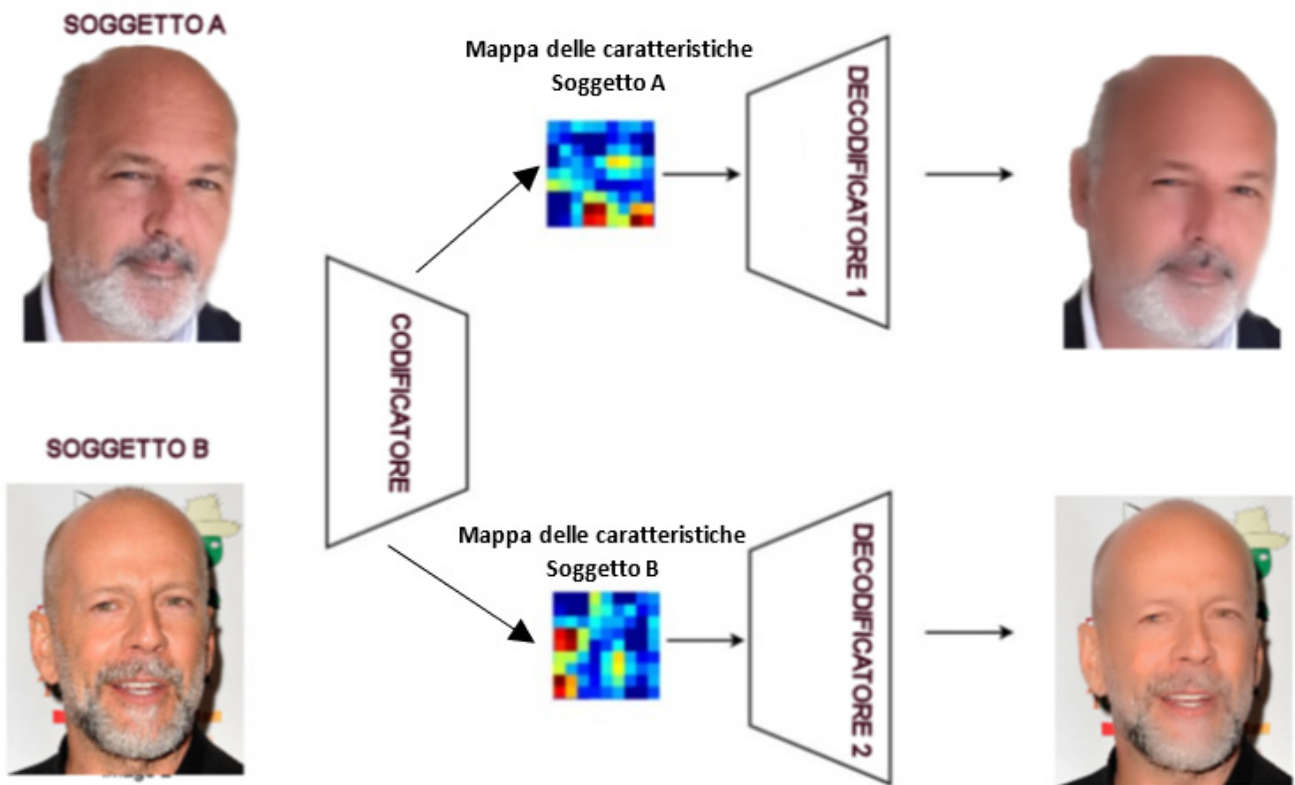 SOGGETTO A
Mappa delle caratteristiche
Soggetto A
DECODIFICATORE 1
CODIFICATORE
SOGGETTO B
Mappa delle caratteristiche
Soggetto B
DECODIFICATORE 2